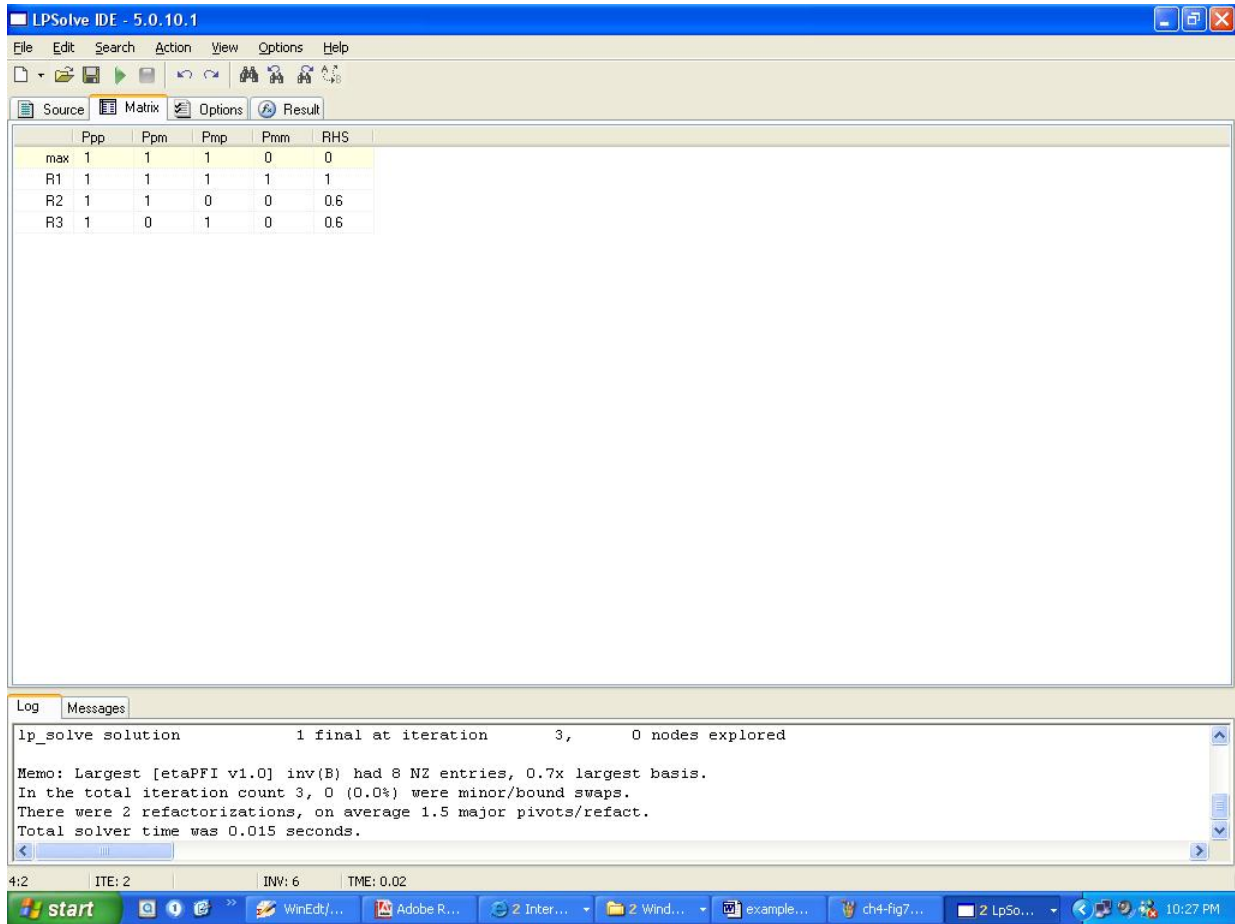 LPSolve IDE - 5.0.10.1
File Edit Search Action View Options Help
Source Matrix Options Result
Ppp Ppm Pmp Pmm RHS
max 1 1 1 0 0
R1 1 1 1 1 1
R2 1 1 0 0 0.6
R3 1 0 1 0 0.6
Log Messages
lp_solve solution 1 final at iteration 3, 0 nodes explored
Memo: Largest [etaPFI v1.0] inv(B) had 8 NZ entries, 0.7x largest basis.
In the total iteration count 3, 0 (0.0%) were minor/bound swaps.
There were 2 refactorizations, on average 1.5 major pivots/refact.
Total solver time was 0.015 seconds.
4:2 ITE: 2 INV: 6 TME: 0.02
start WinEdt/... Adobe R... 2 Inter... 2 Wind... example... ch4-fig7... 2 LpSo... 10:27 PM